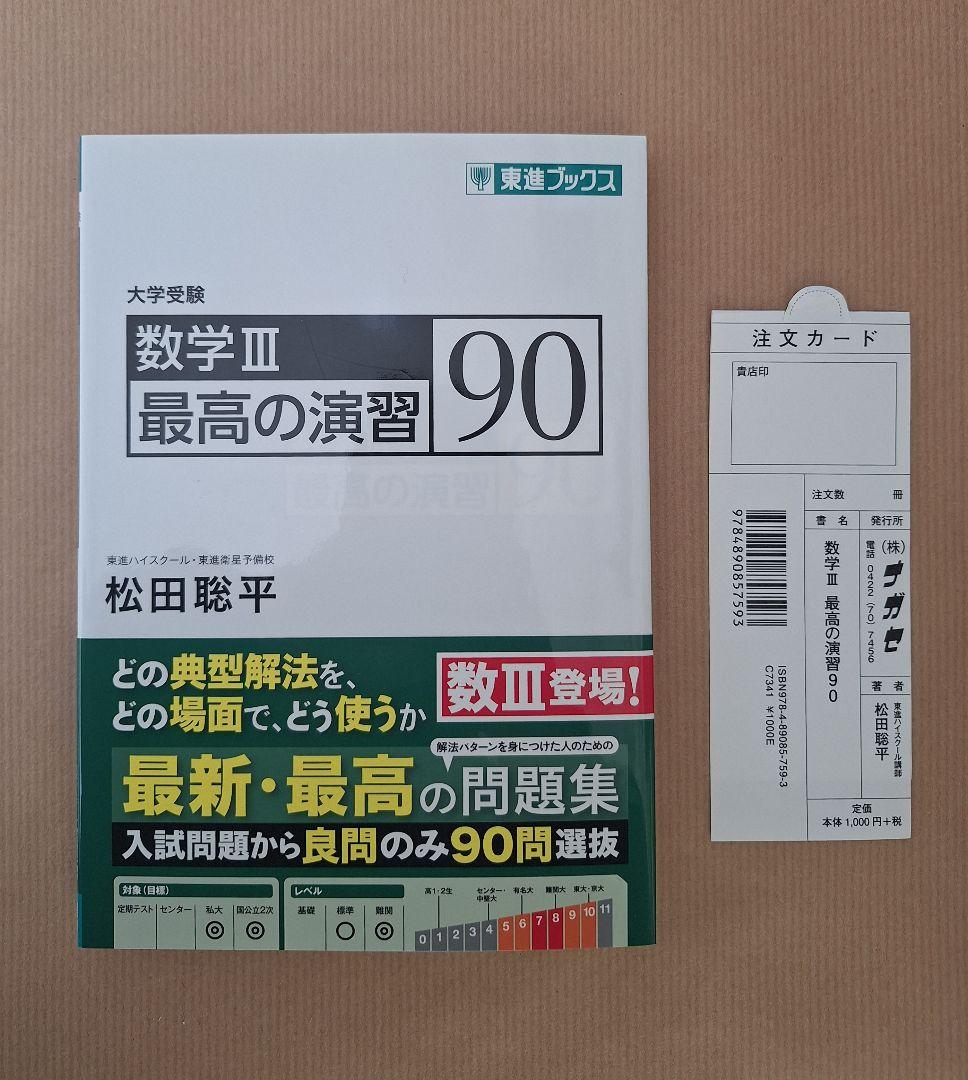 東進ブックス
大学受験
数学Ⅲ
最高の演習
90
最高の演習 90
東進ハイスクール・東進衛星予備校
松田聡平
どの典型解法を、
どの場面で、どう使うか
数Ⅲ登場!
解法パターンを身につけた人のための
最新・最高の問題集
入試問題から良問のみ90問選抜
対象(目標)
定期テスト センター 私大 国公立2次
◎ ◎
レベル
基礎 標準 難関
○ ◎
高1・2生 センター・中堅大 有名大 難関大 東大・京大
0 1 2 3 4 5 6 7 8 9 10 11
注文カード
貴店印
注文数 冊
書名
数学Ⅲ 最高の演習90
発行所
(株)ナガセ
電話 0422(70)7456
著者
東進ハイスクール講師
松田聡平
定価
本体1,000円+税
9784890857593
ISBN978-4-89085-759-3
C7341 ¥1000E